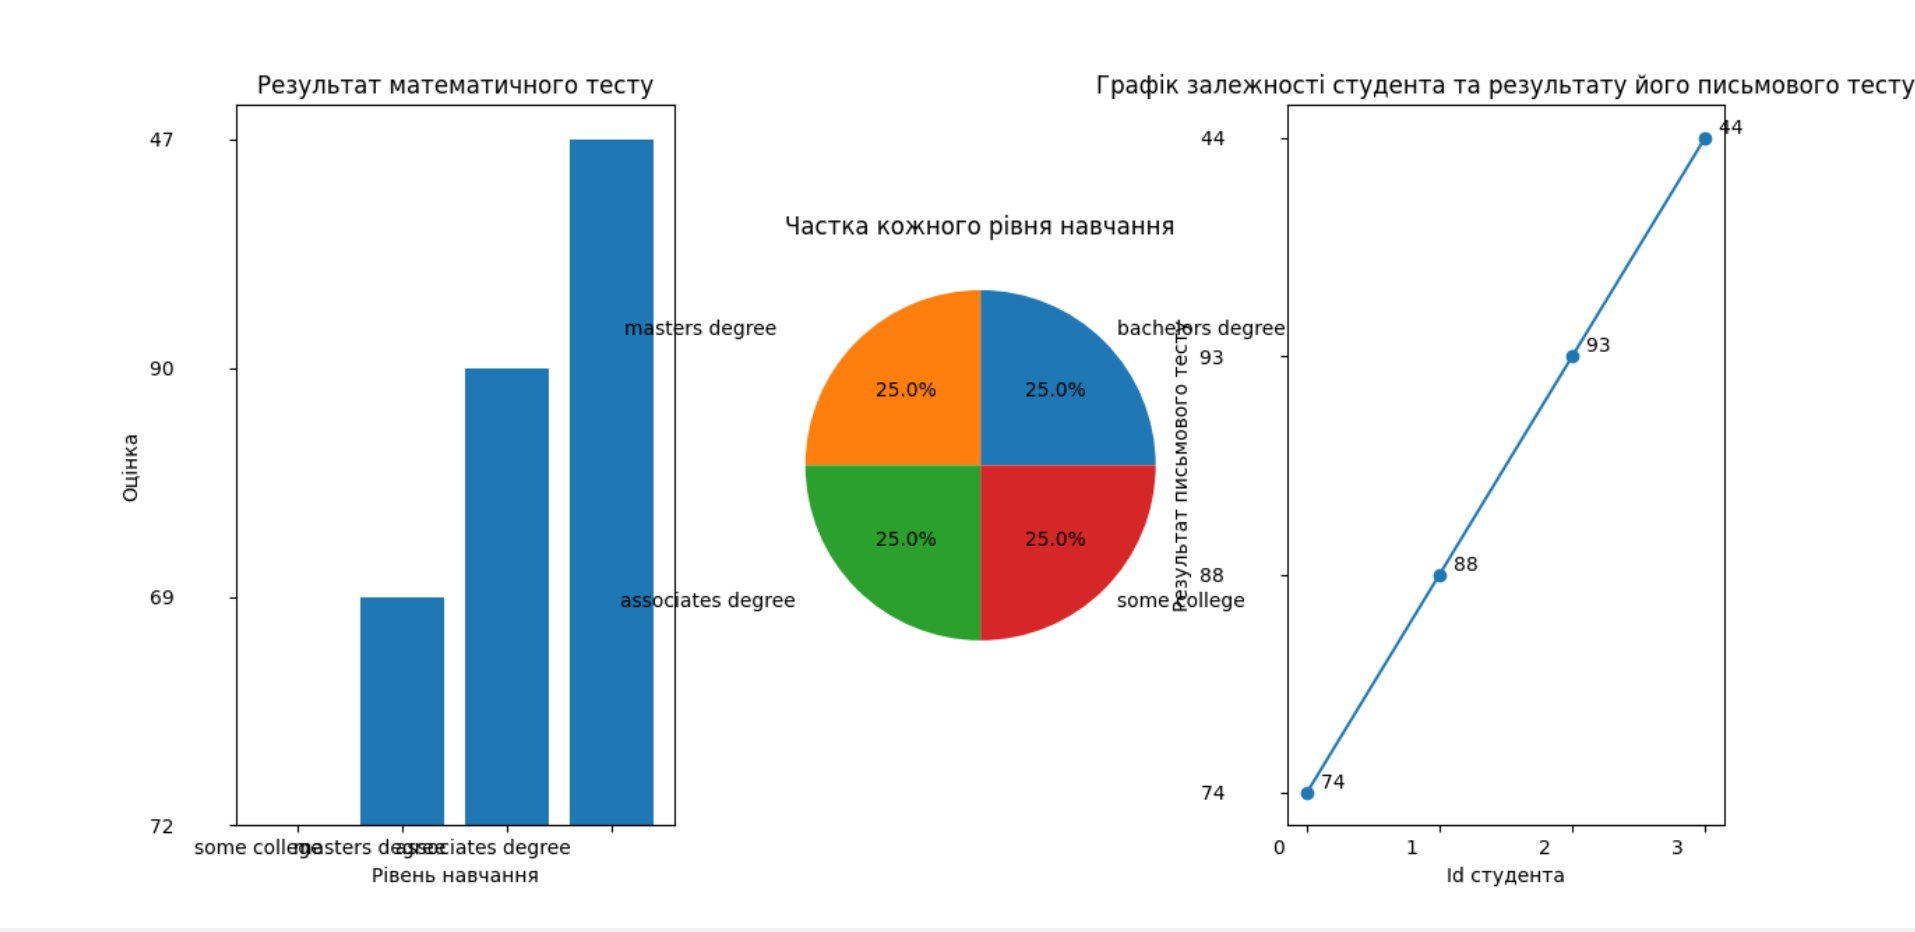 Результат математичного тесту
47
90
69
72
Оцінка
some college
masters degree
associates degree
Рівень навчання
Частка кожного рівня навчання
masters degree
bachelors degree
25.0%
25.0%
25.0%
25.0%
associates degree
some college
Графік залежності студента та результату його письмового тесту
44
93
88
74
Результат письмового тесту
44
93
88
74
0
1
2
3
Id студента